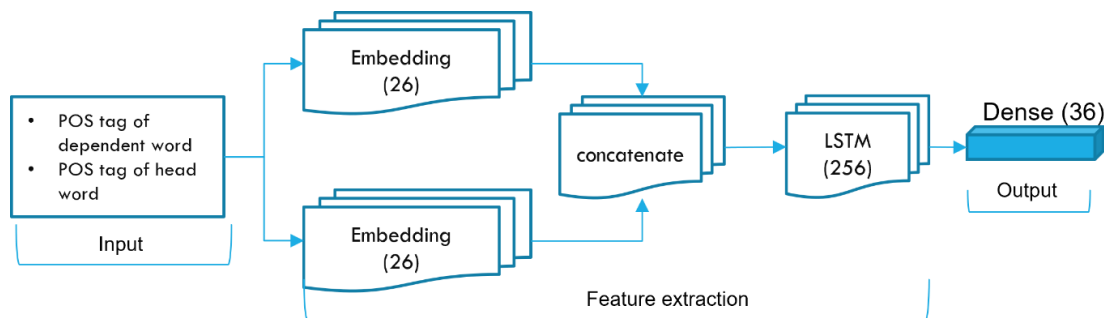 • POS tag of
dependent word
• POS tag of head
word
Input
Embedding
(26)
Embedding
(26)
concatenate
LSTM
(256)
Feature extraction
Dense (36)
Output